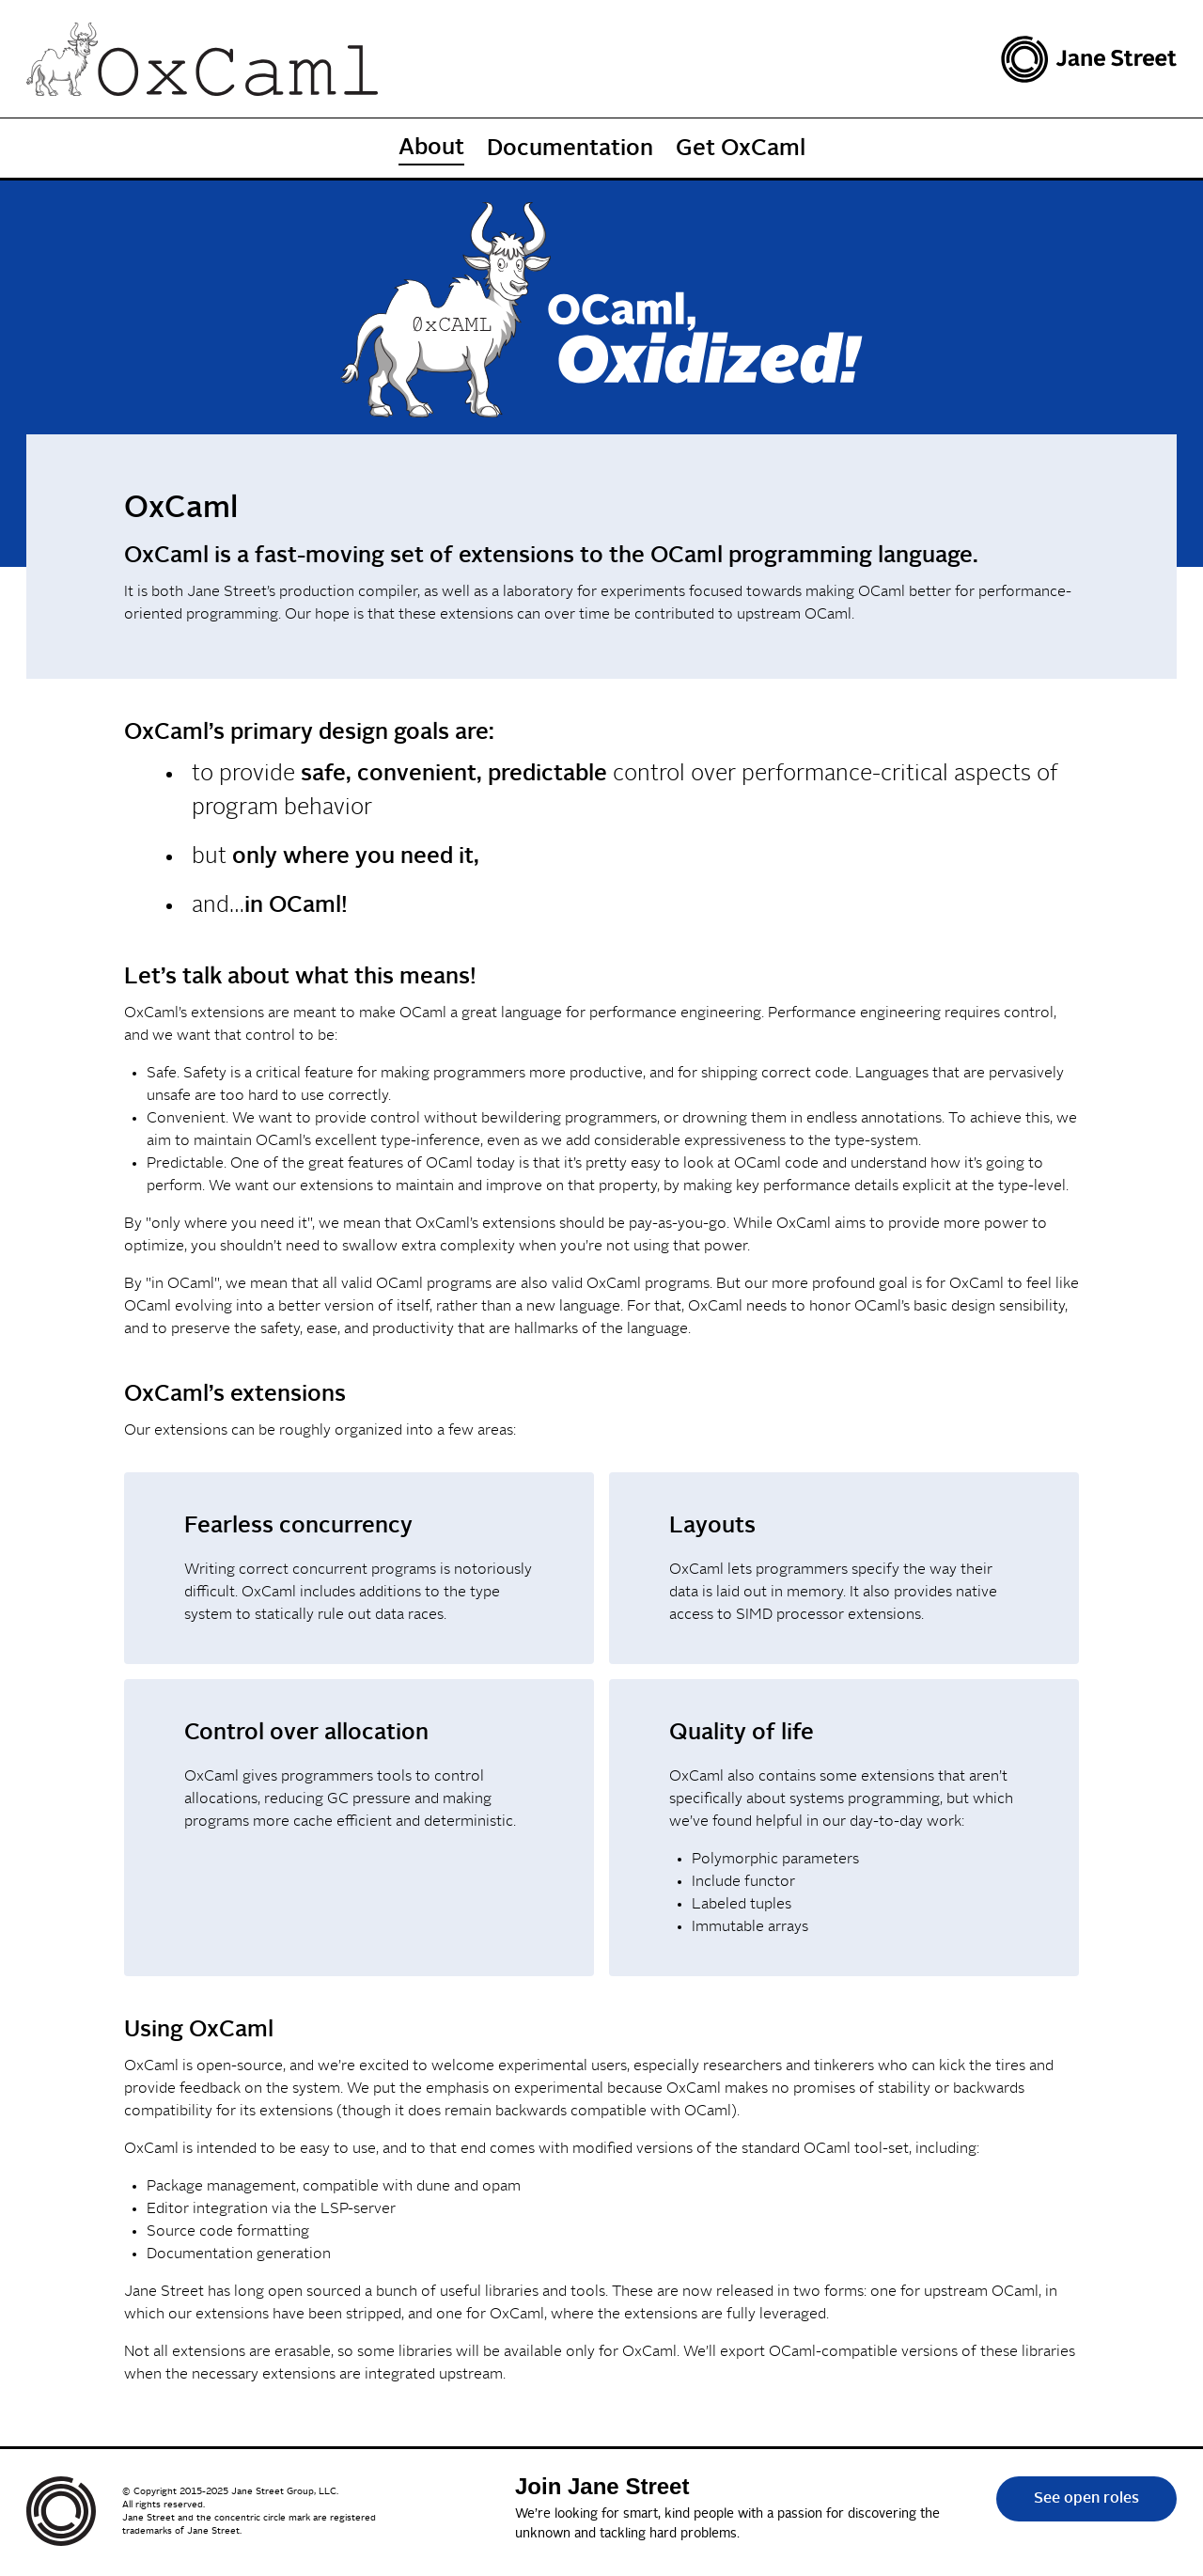 OxCaml
Jane Street
About Documentation Get OxCaml
0xCAML
OCaml,
Oxidized!
OxCaml
OxCaml is a fast-moving set of extensions to the OCaml programming language.
It is both Jane Street’s production compiler, as well as a laboratory for experiments focused towards making OCaml better for performance-
oriented programming. Our hope is that these extensions can over time be contributed to upstream OCaml.
OxCaml’s primary design goals are:
• to provide safe, convenient, predictable control over performance-critical aspects of
program behavior
• but only where you need it,
• and...in OCaml!
Let’s talk about what this means!
OxCaml’s extensions are meant to make OCaml a great language for performance engineering. Performance engineering requires control,
and we want that control to be:
• Safe. Safety is a critical feature for making programmers more productive, and for shipping correct code. Languages that are pervasively
unsafe are too hard to use correctly.
• Convenient. We want to provide control without bewildering programmers, or drowning them in endless annotations. To achieve this, we
aim to maintain OCaml’s excellent type-inference, even as we add considerable expressiveness to the type-system.
• Predictable. One of the great features of OCaml today is that it’s pretty easy to look at OCaml code and understand how it’s going to
perform. We want our extensions to maintain and improve on that property, by making key performance details explicit at the type-level.
By "only where you need it", we mean that OxCaml’s extensions should be pay-as-you-go. While OxCaml aims to provide more power to
optimize, you shouldn’t need to swallow extra complexity when you’re not using that power.
By "in OCaml", we mean that all valid OCaml programs are also valid OxCaml programs. But our more profound goal is for OxCaml to feel like
OCaml evolving into a better version of itself, rather than a new language. For that, OxCaml needs to honor OCaml’s basic design sensibility,
and to preserve the safety, ease, and productivity that are hallmarks of the language.
OxCaml’s extensions
Our extensions can be roughly organized into a few areas:
Fearless concurrency
Writing correct concurrent programs is notoriously
difficult. OxCaml includes additions to the type
system to statically rule out data races.
Layouts
OxCaml lets programmers specify the way their
data is laid out in memory. It also provides native
access to SIMD processor extensions.
Control over allocation
OxCaml gives programmers tools to control
allocations, reducing GC pressure and making
programs more cache efficient and deterministic.
Quality of life
OxCaml also contains some extensions that aren’t
specifically about systems programming, but which
we’ve found helpful in our day-to-day work:
• Polymorphic parameters
• Include functor
• Labeled tuples
• Immutable arrays
Using OxCaml
OxCaml is open-source, and we’re excited to welcome experimental users, especially researchers and tinkerers who can kick the tires and
provide feedback on the system. We put the emphasis on experimental because OxCaml makes no promises of stability or backwards
compatibility for its extensions (though it does remain backwards compatible with OCaml).
OxCaml is intended to be easy to use, and to that end comes with modified versions of the standard OCaml tool-set, including:
• Package management, compatible with dune and opam
• Editor integration via the LSP-server
• Source code formatting
• Documentation generation
Jane Street has long open sourced a bunch of useful libraries and tools. These are now released in two forms: one for upstream OCaml, in
which our extensions have been stripped, and one for OxCaml, where the extensions are fully leveraged.
Not all extensions are erasable, so some libraries will be available only for OxCaml. We’ll export OCaml-compatible versions of these libraries
when the necessary extensions are integrated upstream.
© Copyright 2015-2025 Jane Street Group, LLC.
All rights reserved.
Jane Street and the concentric circle mark are registered
trademarks of Jane Street.
Join Jane Street
We’re looking for smart, kind people with a passion for discovering the
unknown and tackling hard problems.
See open roles